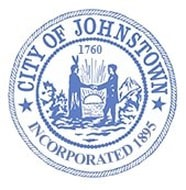 CITY OF JOHNSTOWN
1760
INCORPORATED 1895